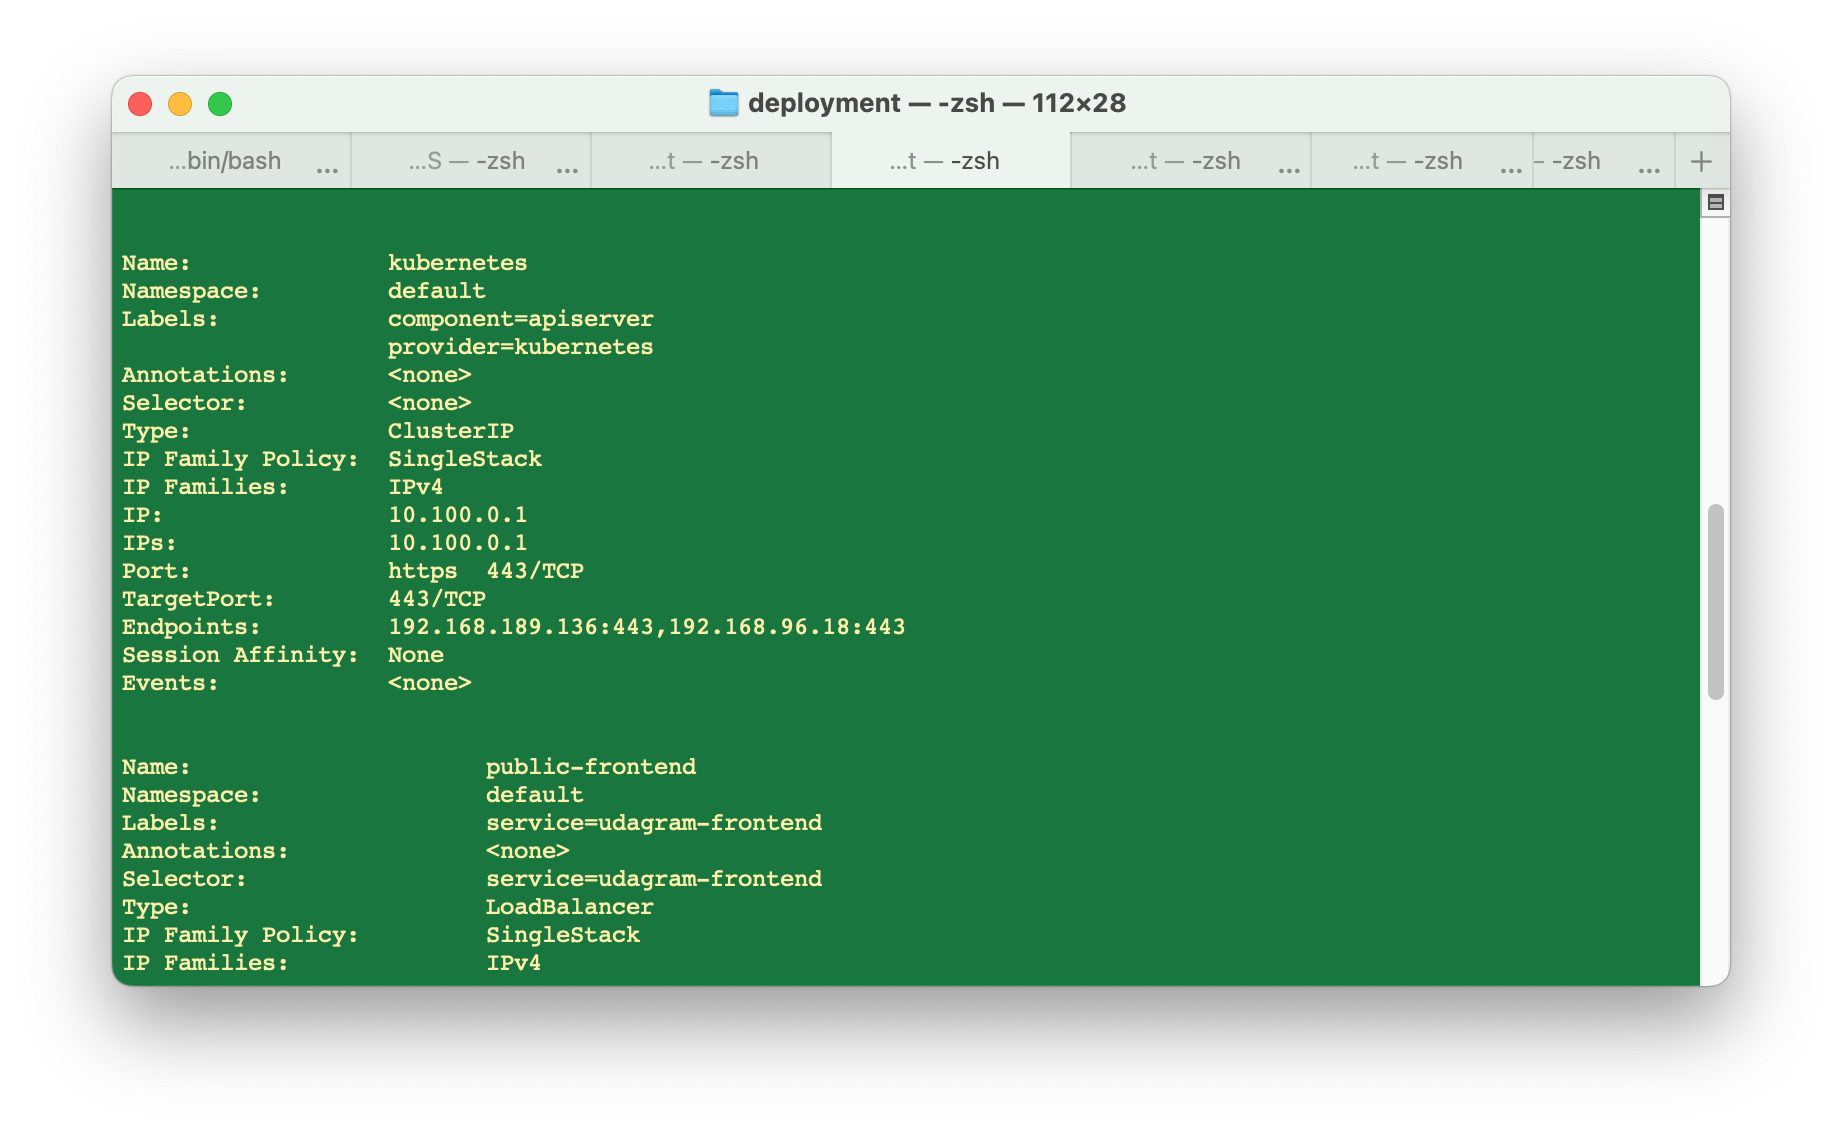 deployment — -zsh — 112×28
...bin/bash ... ...S — -zsh ... ...t — -zsh ...t — -zsh ...t — -zsh ... ...t — -zsh ... – -zsh ... +
Name: kubernetes
Namespace: default
Labels: component=apiserver
provider=kubernetes
Annotations: <none>
Selector: <none>
Type: ClusterIP
IP Family Policy: SingleStack
IP Families: IPv4
IP: 10.100.0.1
IPs: 10.100.0.1
Port: https 443/TCP
TargetPort: 443/TCP
Endpoints: 192.168.189.136:443,192.168.96.18:443
Session Affinity: None
Events: <none>
Name: public-frontend
Namespace: default
Labels: service=udagram-frontend
Annotations: <none>
Selector: service=udagram-frontend
Type: LoadBalancer
IP Family Policy: SingleStack
IP Families: IPv4